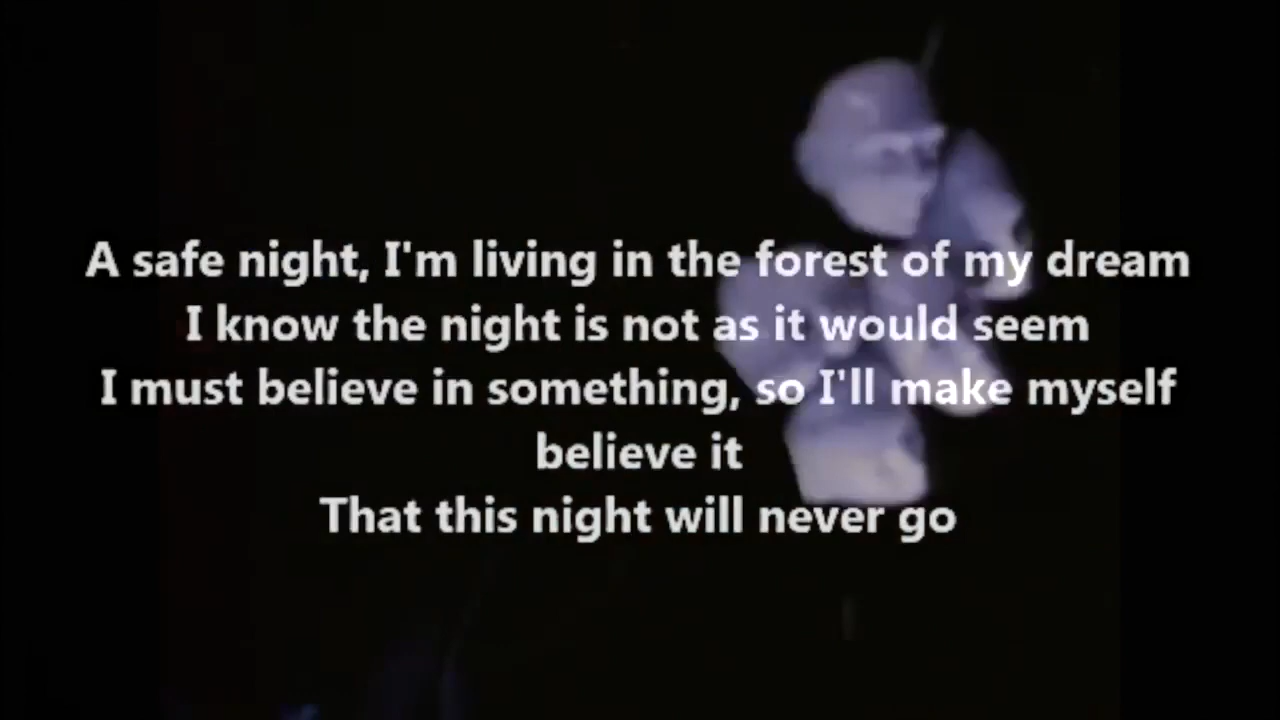 A safe night, I'm living in the forest of my dream
I know the night is not as it would seem
I must believe in something, so I'll make myself
believe it
That this night will never go